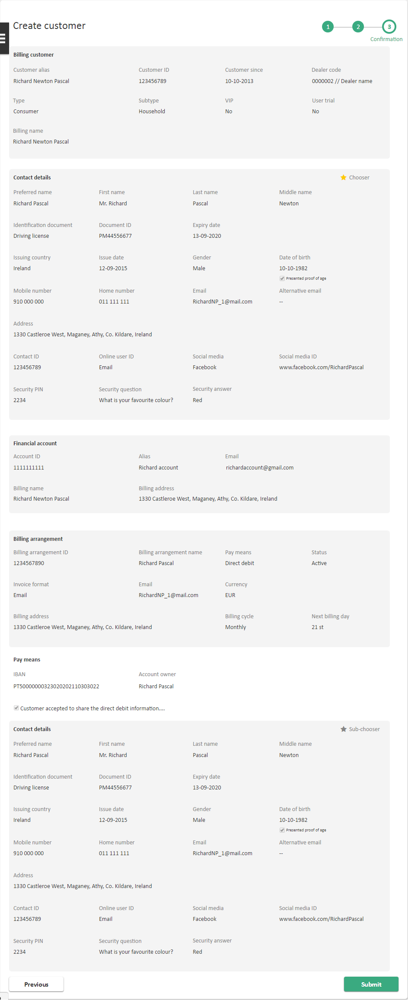 Create customer
1 2 3
Confirmation
Billing customer
Customer alias Customer ID Customer since Dealer code
Richard Newton Pascal 123456789 10-10-2013 0000002 // Dealer name
Type Subtype VIP User trial
Consumer Household No No
Billing name
Richard Newton Pascal
Contact details Chooser
Preferred name First name Last name Middle name
Richard Pascal Mr. Richard Pascal Newton
Identification document Document ID Expiry date
Driving license PM44556677 13-09-2020
Issuing country Issue date Gender Date of birth
Ireland 12-09-2015 Male 10-10-1982
Presented proof of age
Mobile number Home number Email Alternative email
910 000 000 011 111 111 RichardNP_1@mail.com --
Address
1330 Castleroe West, Maganey, Athy, Co. Kildare, Ireland
Contact ID Online user ID Social media Social media ID
123456789 Email Facebook www.facebook.com/RichardPascal
Security PIN Security question Security answer
2234 What is your favourite colour? Red
Financial account
Account ID Alias Email
1111111111 Richard account richardaccount@gmail.com
Billing name Billing address
Richard Newton Pascal 1330 Castleroe West, Maganey, Athy, Co. Kildare, Ireland
Billing arrangement
Billing arrangement ID Billing arrangement name Pay means Status
1234567890 Richard Pascal Direct debit Active
Invoice format Email Currency
Email RichardNP_1@mail.com EUR
Billing address Billing cycle Next billing day
1330 Castleroe West, Maganey, Athy, Co. Kildare, Ireland Monthly 21 st
Pay means
IBAN Account owner
PT50000000323020202110303022 Richard Pascal
Customer accepted to share the direct debit information....
Contact details Sub-chooser
Preferred name First name Last name Middle name
Richard Pascal Mr. Richard Pascal Newton
Identification document Document ID Expiry date
Driving license PM44556677 13-09-2020
Issuing country Issue date Gender Date of birth
Ireland 12-09-2015 Male 10-10-1982
Presented proof of age
Mobile number Home number Email Alternative email
910 000 000 011 111 111 RichardNP_1@mail.com --
Address
1330 Castleroe West, Maganey, Athy, Co. Kildare, Ireland
Contact ID Online user ID Social media Social media ID
123456789 Email Facebook www.facebook.com/RichardPascal
Security PIN Security question Security answer
2234 What is your favourite colour? Red
Previous Submit